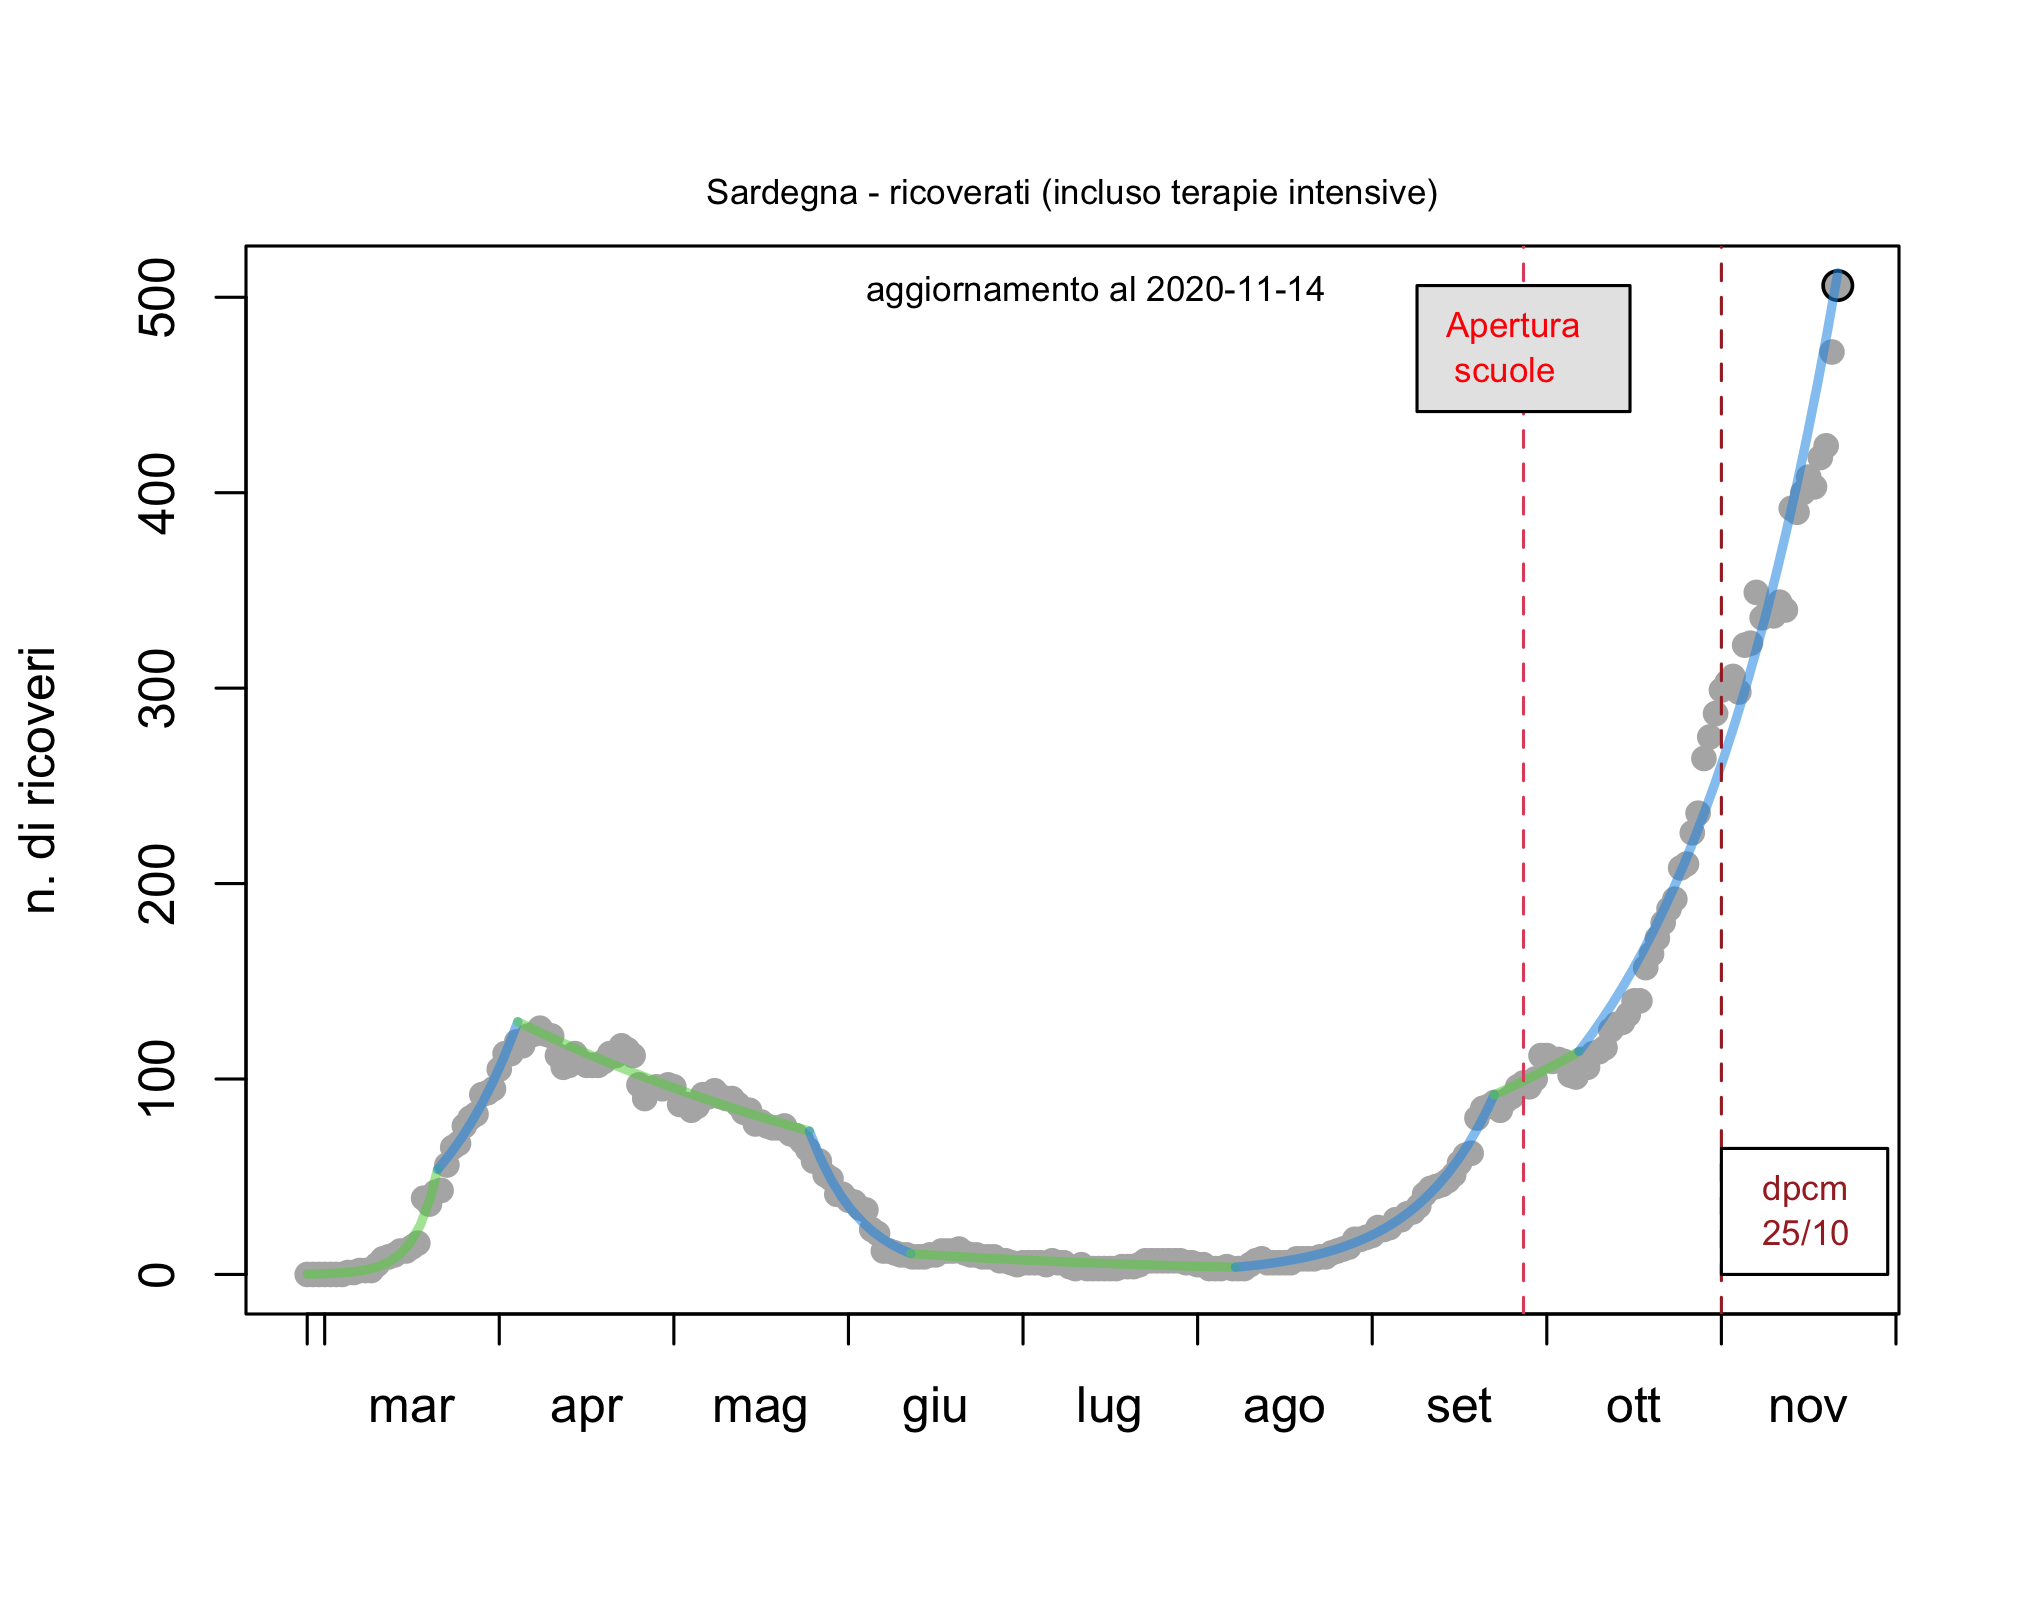 Sardegna - ricoverati (incluso terapie intensive)
aggiornamento al 2020-11-14
Apertura
scuole
dpcm
25/10
n. di ricoveri
500
400
300
200
100
0
mar apr mag giu lug ago set ott nov